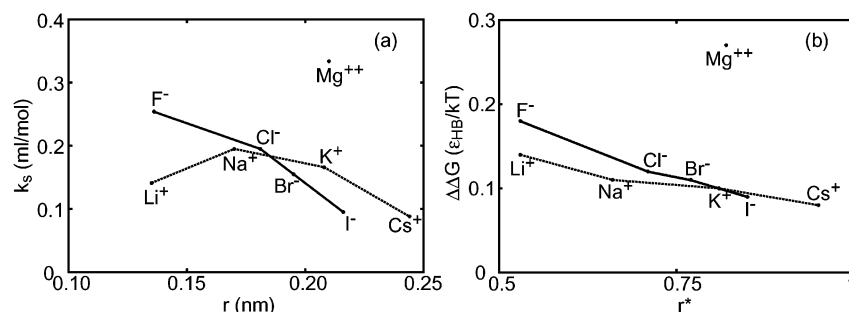 0.4
0.3
0.2
0.1
0
0.10
0.15
0.20
0.25
k_s (ml/mol)
r (nm)
(a)
Mg++
F-
Cl-
Na+
K+
Br-
Li+
I-
Cs+
0.3
0.2
0.1
0
0.5
0.75
1
ΔΔG (ε_HB/kT)
r*
(b)
Mg++
F-
Li+
Cl-
Br-
Na+
K+
I-
Cs+